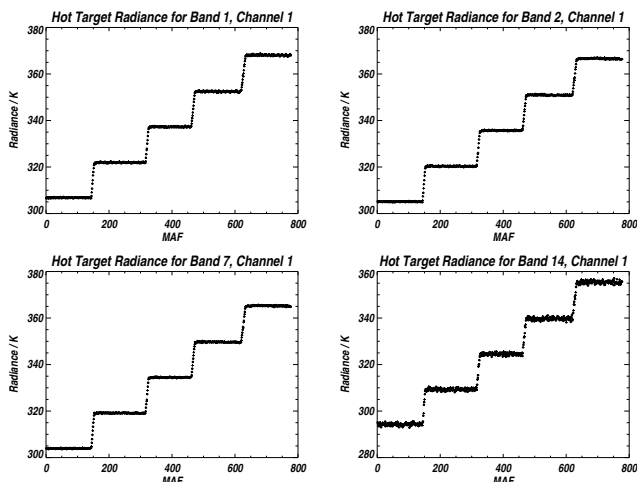 Hot Target Radiance for Band 1, Channel 1
Radiance / K
380
360
340
320
300
0 200 400 600 800
MAF
Hot Target Radiance for Band 2, Channel 1
Radiance / K
380
360
340
320
300
0 200 400 600 800
MAF
Hot Target Radiance for Band 7, Channel 1
Radiance / K
380
360
340
320
300
0 200 400 600 800
MAF
Hot Target Radiance for Band 14, Channel 1
Radiance / K
360
340
320
300
280
0 200 400 600 800
MAF